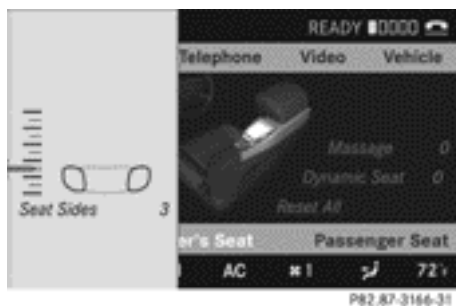 READY
Telephone Video Vehicle
Massage 0
Dynamic Seat 0
Reset All
Seat Sides 3
er's Seat Passenger Seat
AC 1 72
P82.87-3166-31